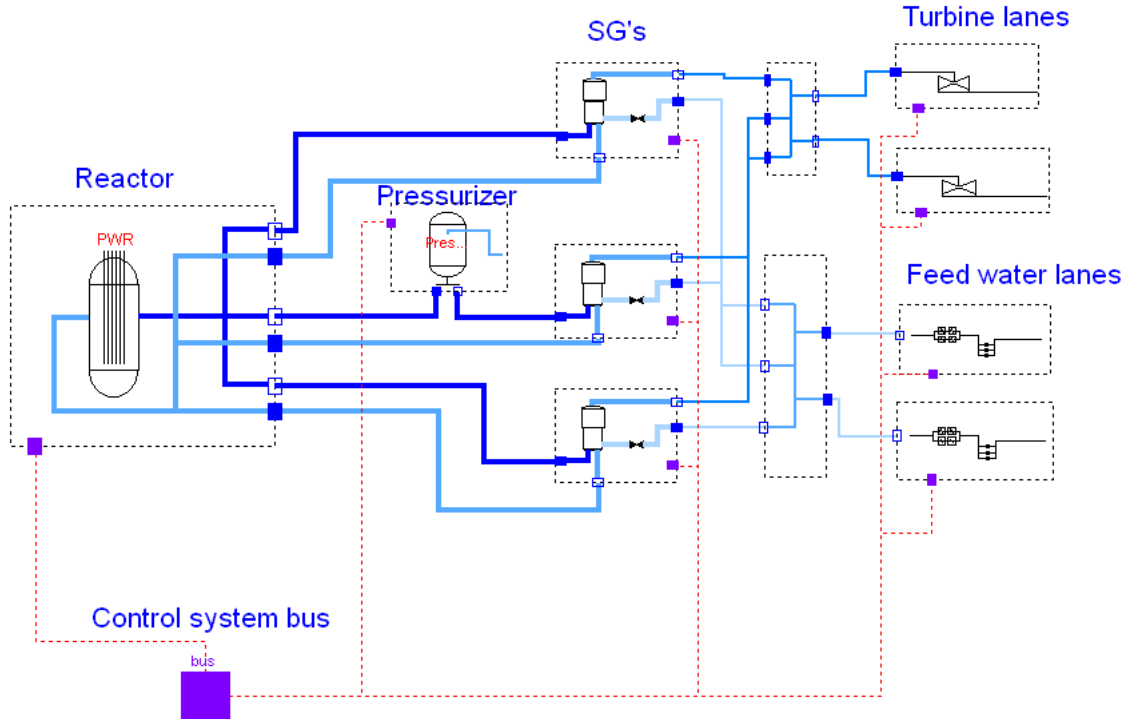 Turbine lanes
SG's
Reactor
Pressurizer
PWR
Pres..
Feed water lanes
Control system bus
bus